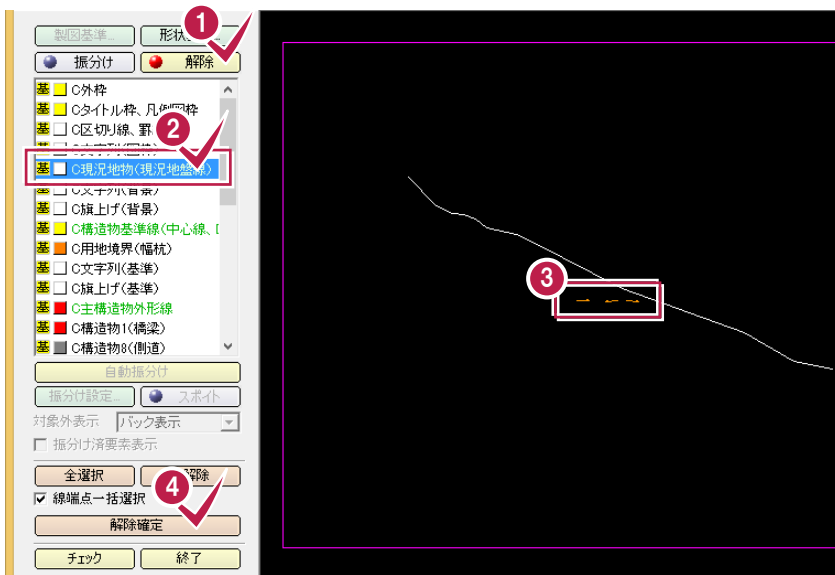 製図基準...
1
振分け
解除
基 C外枠
基 Cタイトル枠、凡例図枠
基 C区切り線、罫
2
基 C現況地物(現況地盤線)
基 C文字列(背景)
基 C旗上げ(背景)
基 C構造物基準線(中心線、
基 C用地境界(幅杭)
基 C文字列(基準)
基 C旗上げ(基準)
基 C主構造物外形線
基 C構造物1(橋梁)
基 C構造物8(側道)
自動振分け
振分け設定...
スポイト
対象外表示
バック表示
振分け済要素表示
全選択
解除
線端点一括選択
4
解除確定
チェック
終了
3